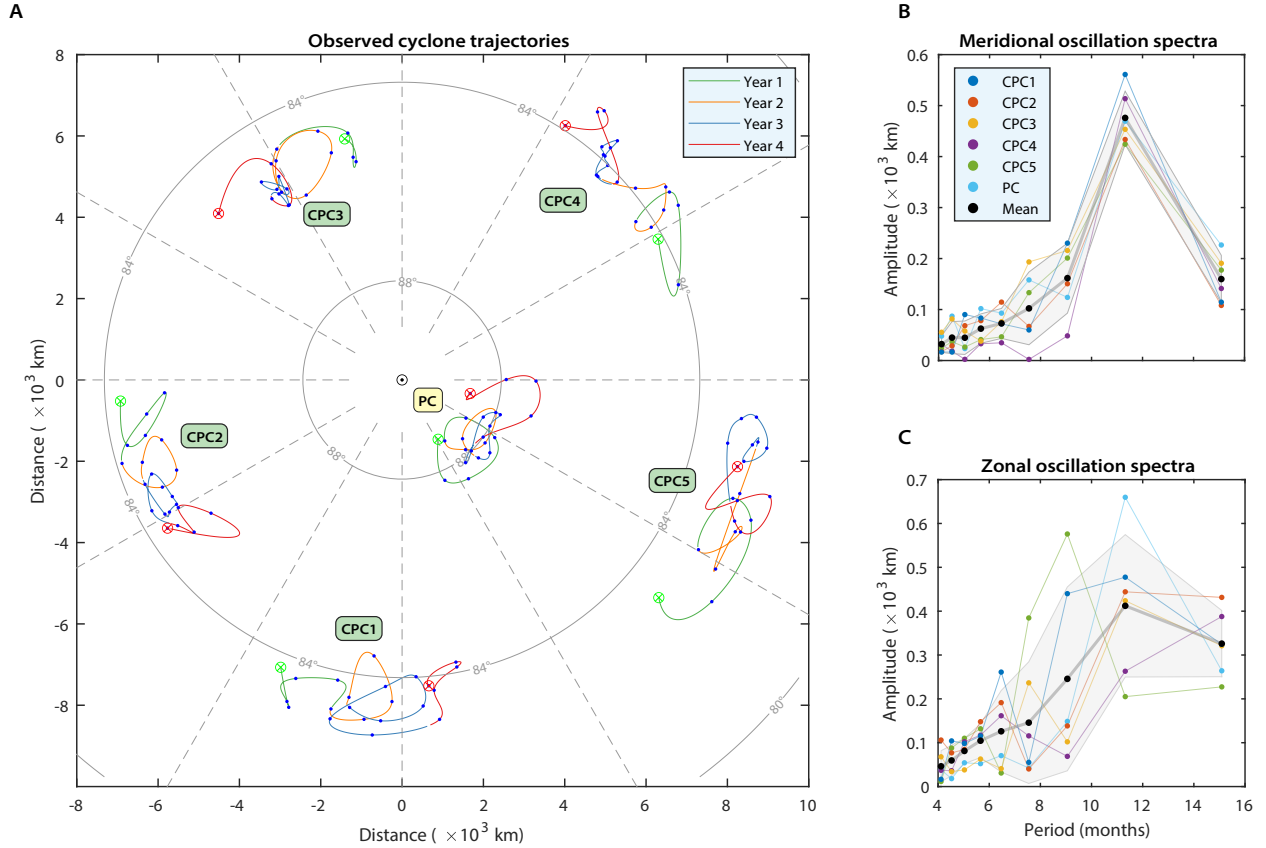 A
Observed cyclone trajectories
8
6
4
2
0
-2
-4
-6
-8
-8
-6
-4
-2
0
2
4
6
8
10
Distance ( ×10³ km)
Distance ( ×10³ km)
Year 1
Year 2
Year 3
Year 4
84°
84°
84°
84°
84°
84°
84°
84°
88°
88°
88°
80°
CPC3
CPC4
PC
CPC2
CPC5
CPC1
B
Meridional oscillation spectra
0.6
0.5
0.4
0.3
0.2
0.1
0
Amplitude ( ×10³ km)
CPC1
CPC2
CPC3
CPC4
CPC5
PC
Mean
C
Zonal oscillation spectra
0.7
0.6
0.5
0.4
0.3
0.2
0.1
0
Amplitude ( ×10³ km)
4
6
8
10
12
14
16
Period (months)